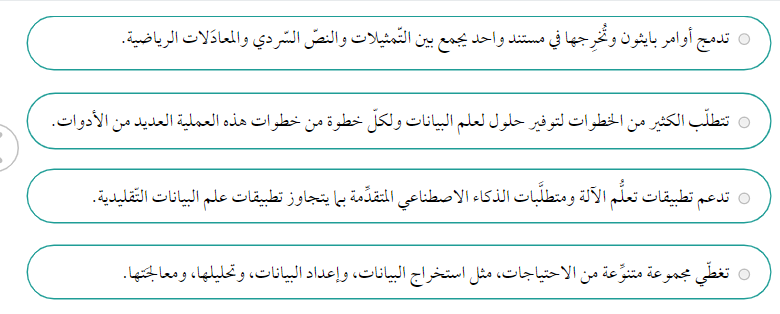 تدمج أوامر بايثون وتُخرِجها في مستند واحد يجمع بين التّمثيلات والنصّ السّردي والمعادَلات الرياضية.
تتطلّب الكثير من الخطوات لتوفير حلول لعلم البيانات ولكلّ خطوة من خطوات هذه العملية العديد من الأدوات.
تدعم تطبيقات تعلُّم الآلة ومتطلَّبات الذكاء الاصطناعي المتقدِّمة بما يتجاوز تطبيقات علم البيانات التّقليدية.
تغطّي مجموعة متنوِّعة من الاحتياجات، مثل استخراج البيانات، وإعداد البيانات، وتحليلها، ومعالجَتها.